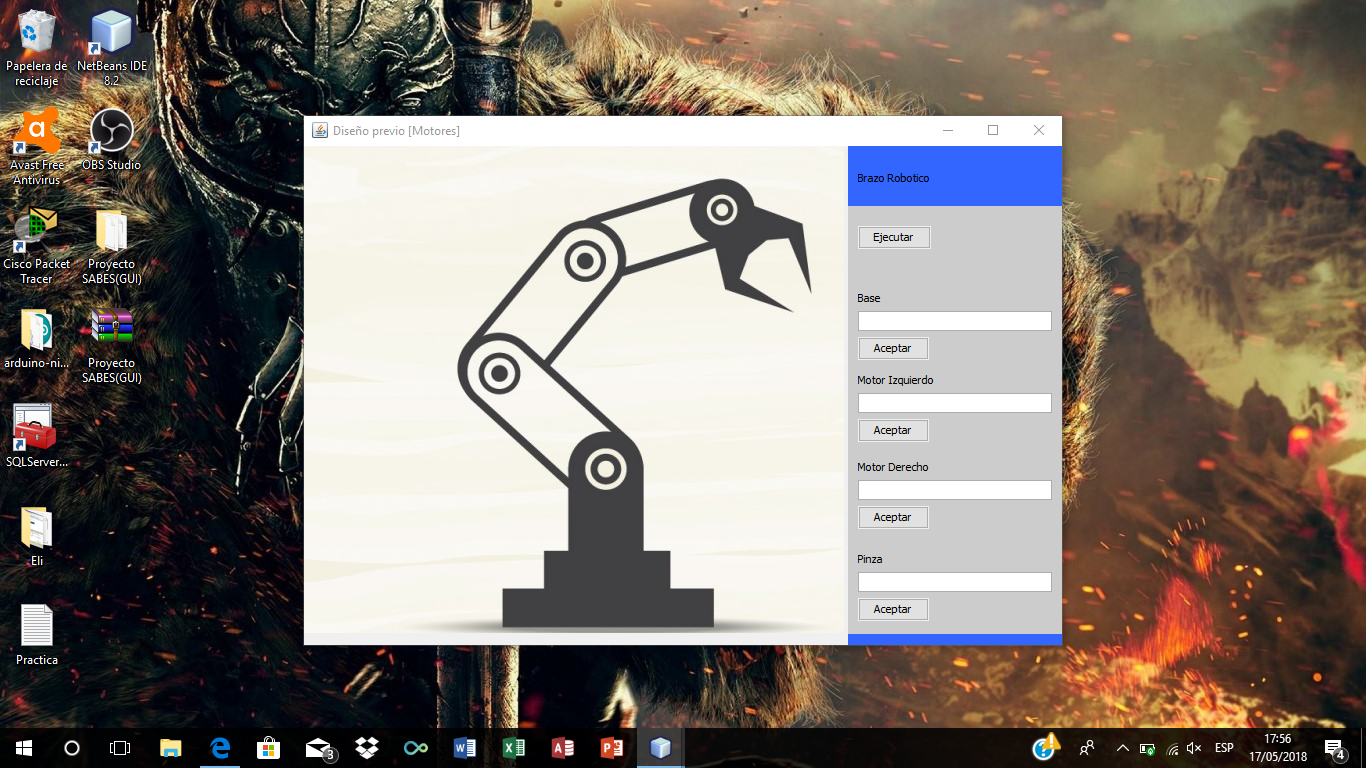 Papelera de
reciclaje
NetBeans IDE
8.2
Avast Free
Antivirus
OBS Studio
Cisco Packet
Tracer
Proyecto
SABES(GUI)
arduino-ni...
Proyecto
SABES(GUI)
SQLServer...
Eli
Practica
Diseño previo [Motores]
Brazo Robotico
Ejecutar
Base
Aceptar
Motor Izquierdo
Aceptar
Motor Derecho
Aceptar
Pinza
Aceptar
3
ESP
17:56
17/05/2018
4